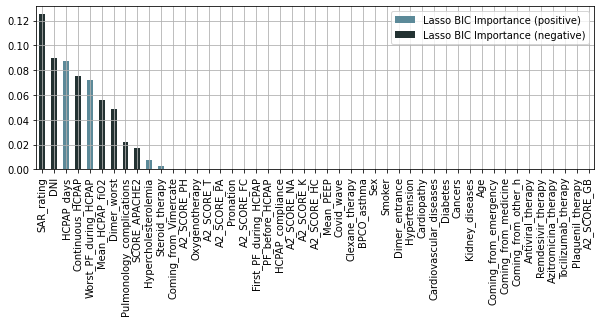 0.12
0.10
0.08
0.06
0.04
0.02
0.00
Lasso BIC Importance (positive)
Lasso BIC Importance (negative)
SAR_rating
DNI
HCPAP_days
Continuous_HCPAP
Worst_PF_during_HCPAP
Mean_HCPAP_FiO2
Dimer_worst
Pulmonology_complications
SCORE_APACHE2
Hypercholesterolemia
Steroid_therapy
Coming_from_Vimercate
A2_SCORE_PH
Oxygenotherapy
A2_SCORE_T
A2_SCORE_PA
Pronation
A2_SCORE_FC
First_PF_during_HCPAP
PF_before_HCPAP
HCPAP_compliance
A2_SCORE_NA
A2_SCORE_K
A2_SCORE_HC
Mean_PEEP
Covid_wave
Clexane_therapy
BPCO_asthma
Sex
Smoker
Dimer_entrance
Hypertension
Cardiopathy
Cardiovascular_diseases
Diabetes
Cancers
Kidney_diseases
Age
Coming_from_emergency
Coming_from_medicine
Coming_from_other_h
Antiviral_therapy
Remdesivir_therapy
Azitromicina_therapy
Tocilizumab_therapy
Plaquenil_therapy
A2_SCORE_GB